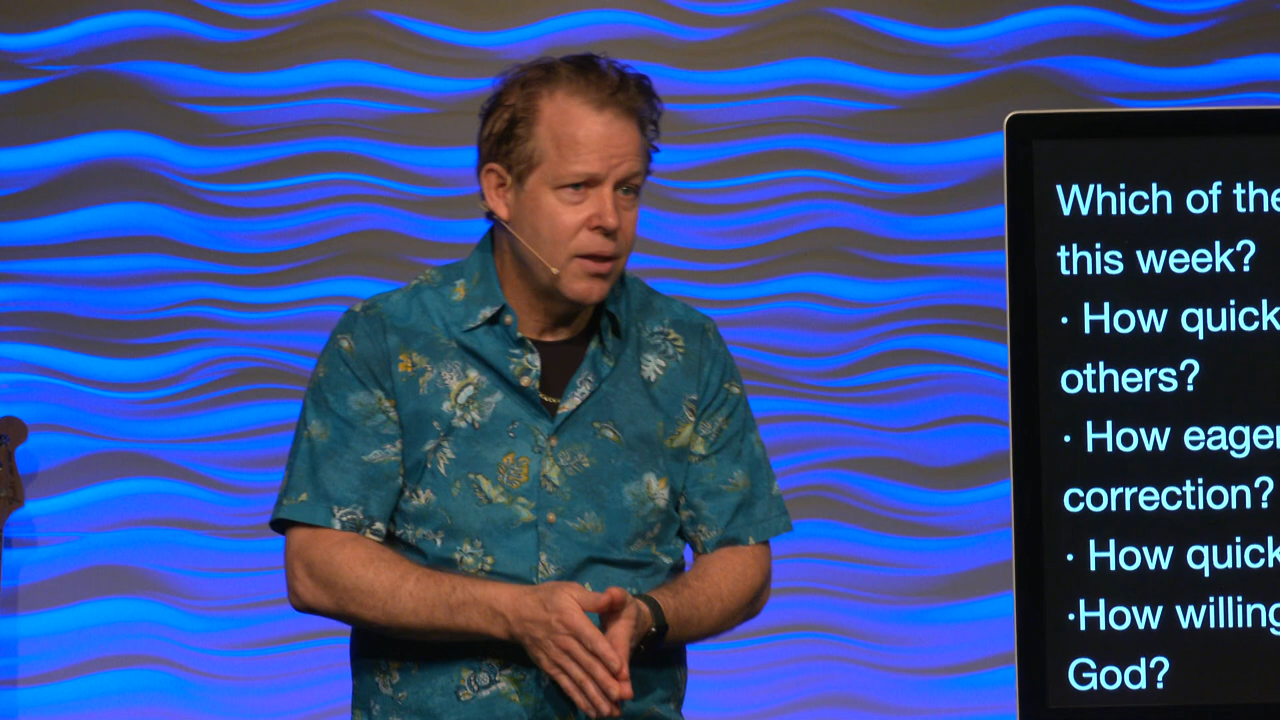 Which of the
this week?
· How quick
others?
· How eager
correction?
· How quick
·How willing
God?